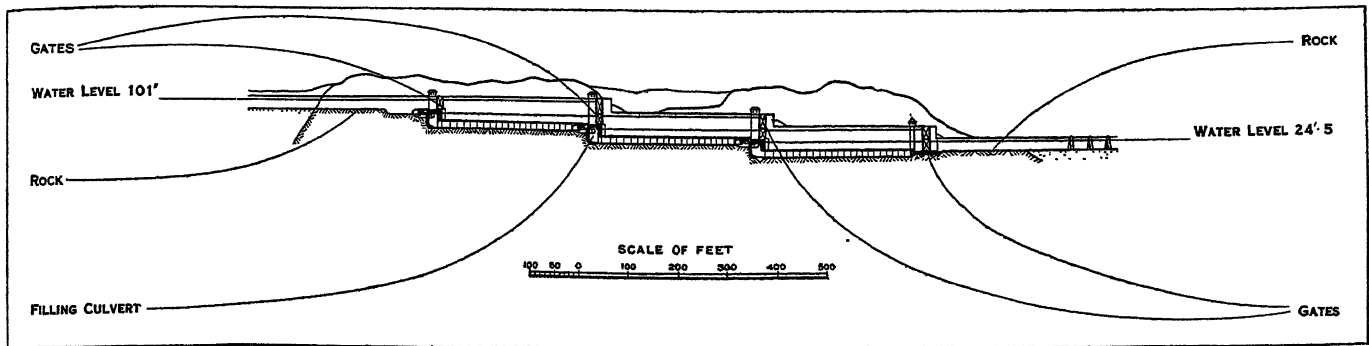 GATES
ROCK
WATER LEVEL 101"
WATER LEVEL 24'·5
ROCK
SCALE OF FEET
100 50 0 100 200 300 400 500
FILLING CULVERT
GATES